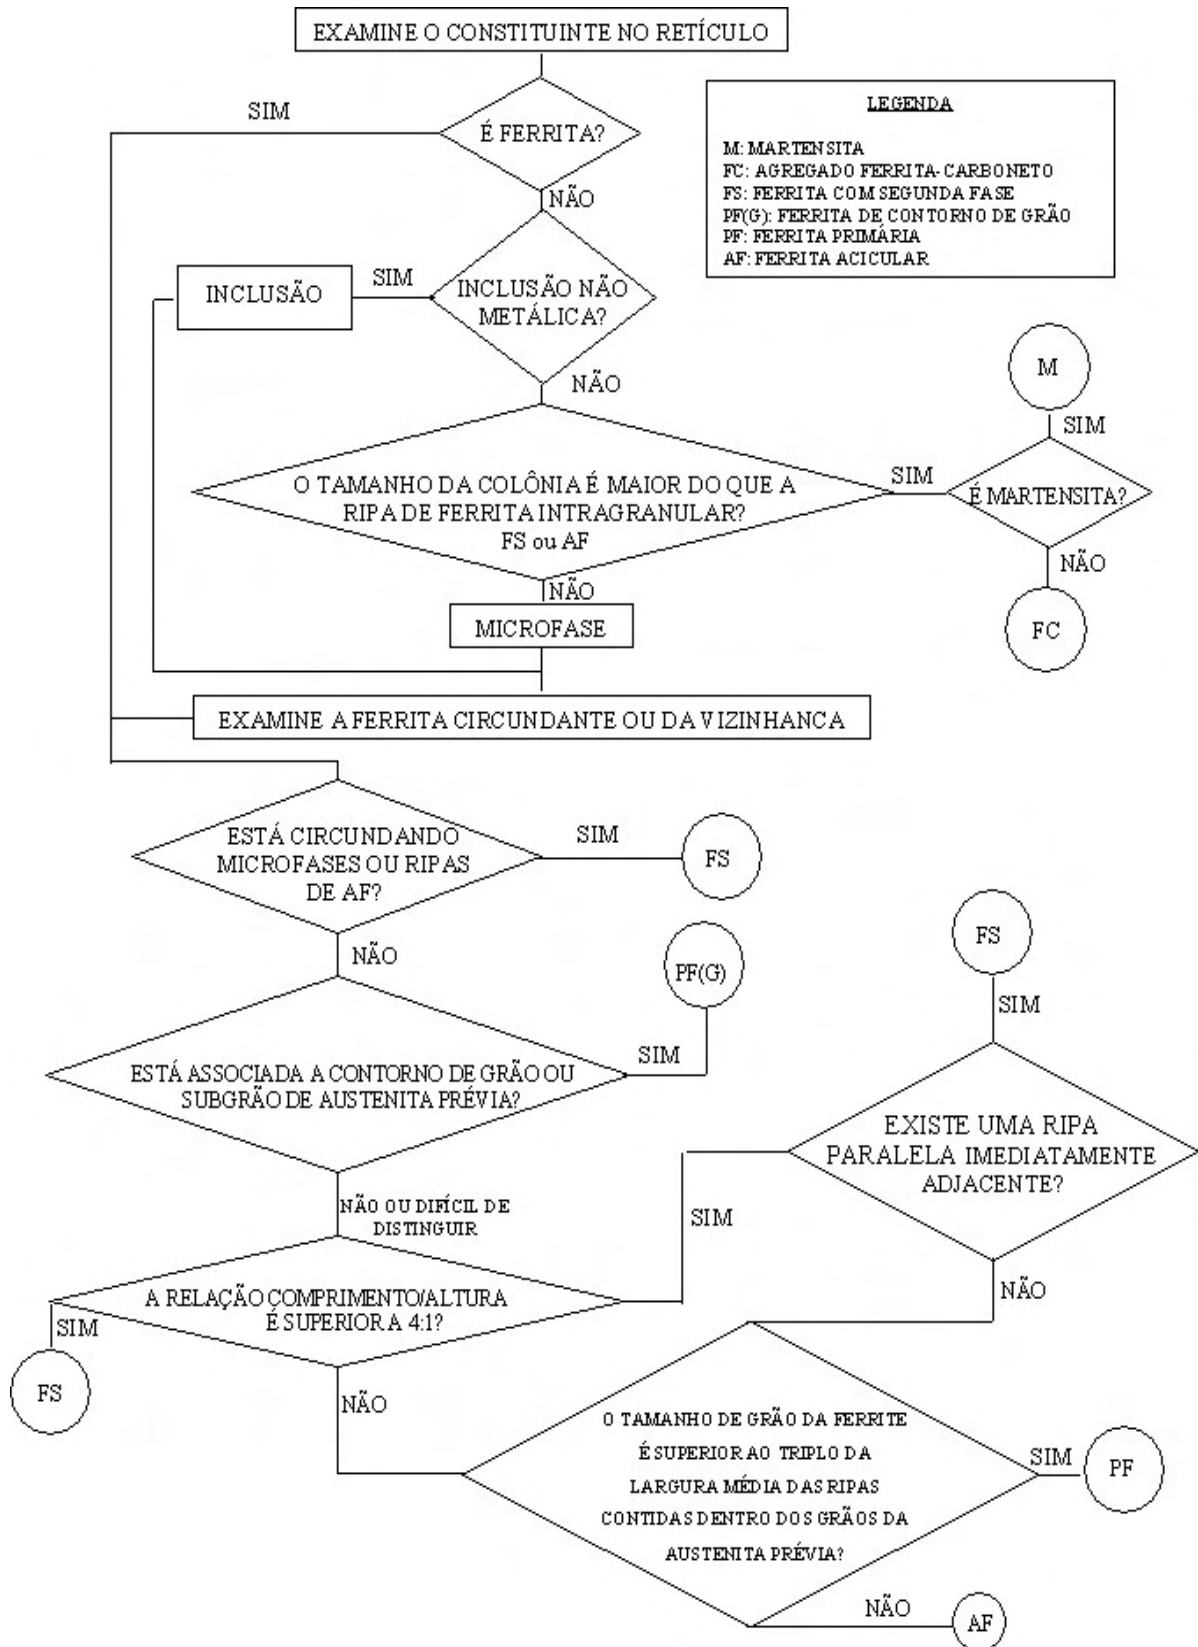 EXAMINE O CONSTITUINTE NO RETÍCULO
SIM
É FERRITA?
NÃO
LEGENDA
M: MARTENSITA
FC: AGREGADO FERRITA-CARBONETO
FS: FERRITA COM SEGUNDA FASE
PF(G): FERRITA DE CONTORNO DE GRÃO
PF: FERRITA PRIMÁRIA
AF: FERRITA ACICULAR
INCLUSÃO
SIM
INCLUSÃO NÃO
METÁLICA?
NÃO
M
SIM
O TAMANHO DA COLÔNIA É MAIOR DO QUE A
RIPA DE FERRITA INTRAGRANULAR?
FS ou AF
SIM
É MARTENSITA?
NÃO
FC
NÃO
MICROFASE
EXAMINE A FERRITA CIRCUNDANTE OU DA VIZINHANCA
ESTÁ CIRCUNDANDO
MICROFASES OU RIPAS
DE AF?
SIM
FS
NÃO
PF(G)
SIM
ESTÁ ASSOCIADA A CONTORNO DE GRÃO OU
SUBGRÃO DE AUSTENITA PRÉVIA?
FS
SIM
EXISTE UMA RIPA
PARALELA IMEDIATAMENTE
ADJACENTE?
NÃO OU DIFÍCIL DE
DISTINGUIR
SIM
NÃO
A RELAÇÃO COMPRIMENTO/ALTURA
É SUPERIOR A 4:1?
SIM
FS
NÃO
O TAMANHO DE GRÃO DA FERRITE
É SUPERIOR AO TRIPLO DA
LARGURA MÉDIA DAS RIPAS
CONTIDAS DENTRO DOS GRÃOS DA
AUSTENITA PRÉVIA?
SIM
PF
NÃO
AF